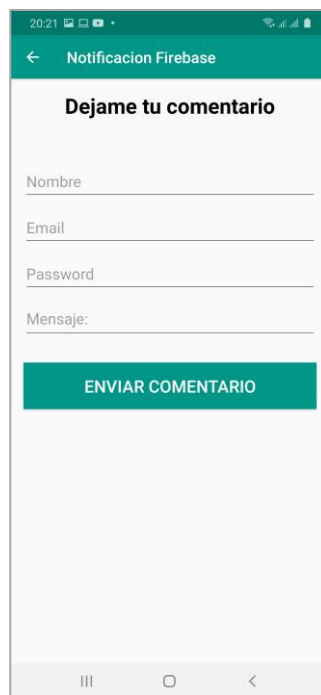 20:21
Notificacion Firebase
Dejame tu comentario
Nombre
Email
Password
Mensaje:
ENVIAR COMENTARIO